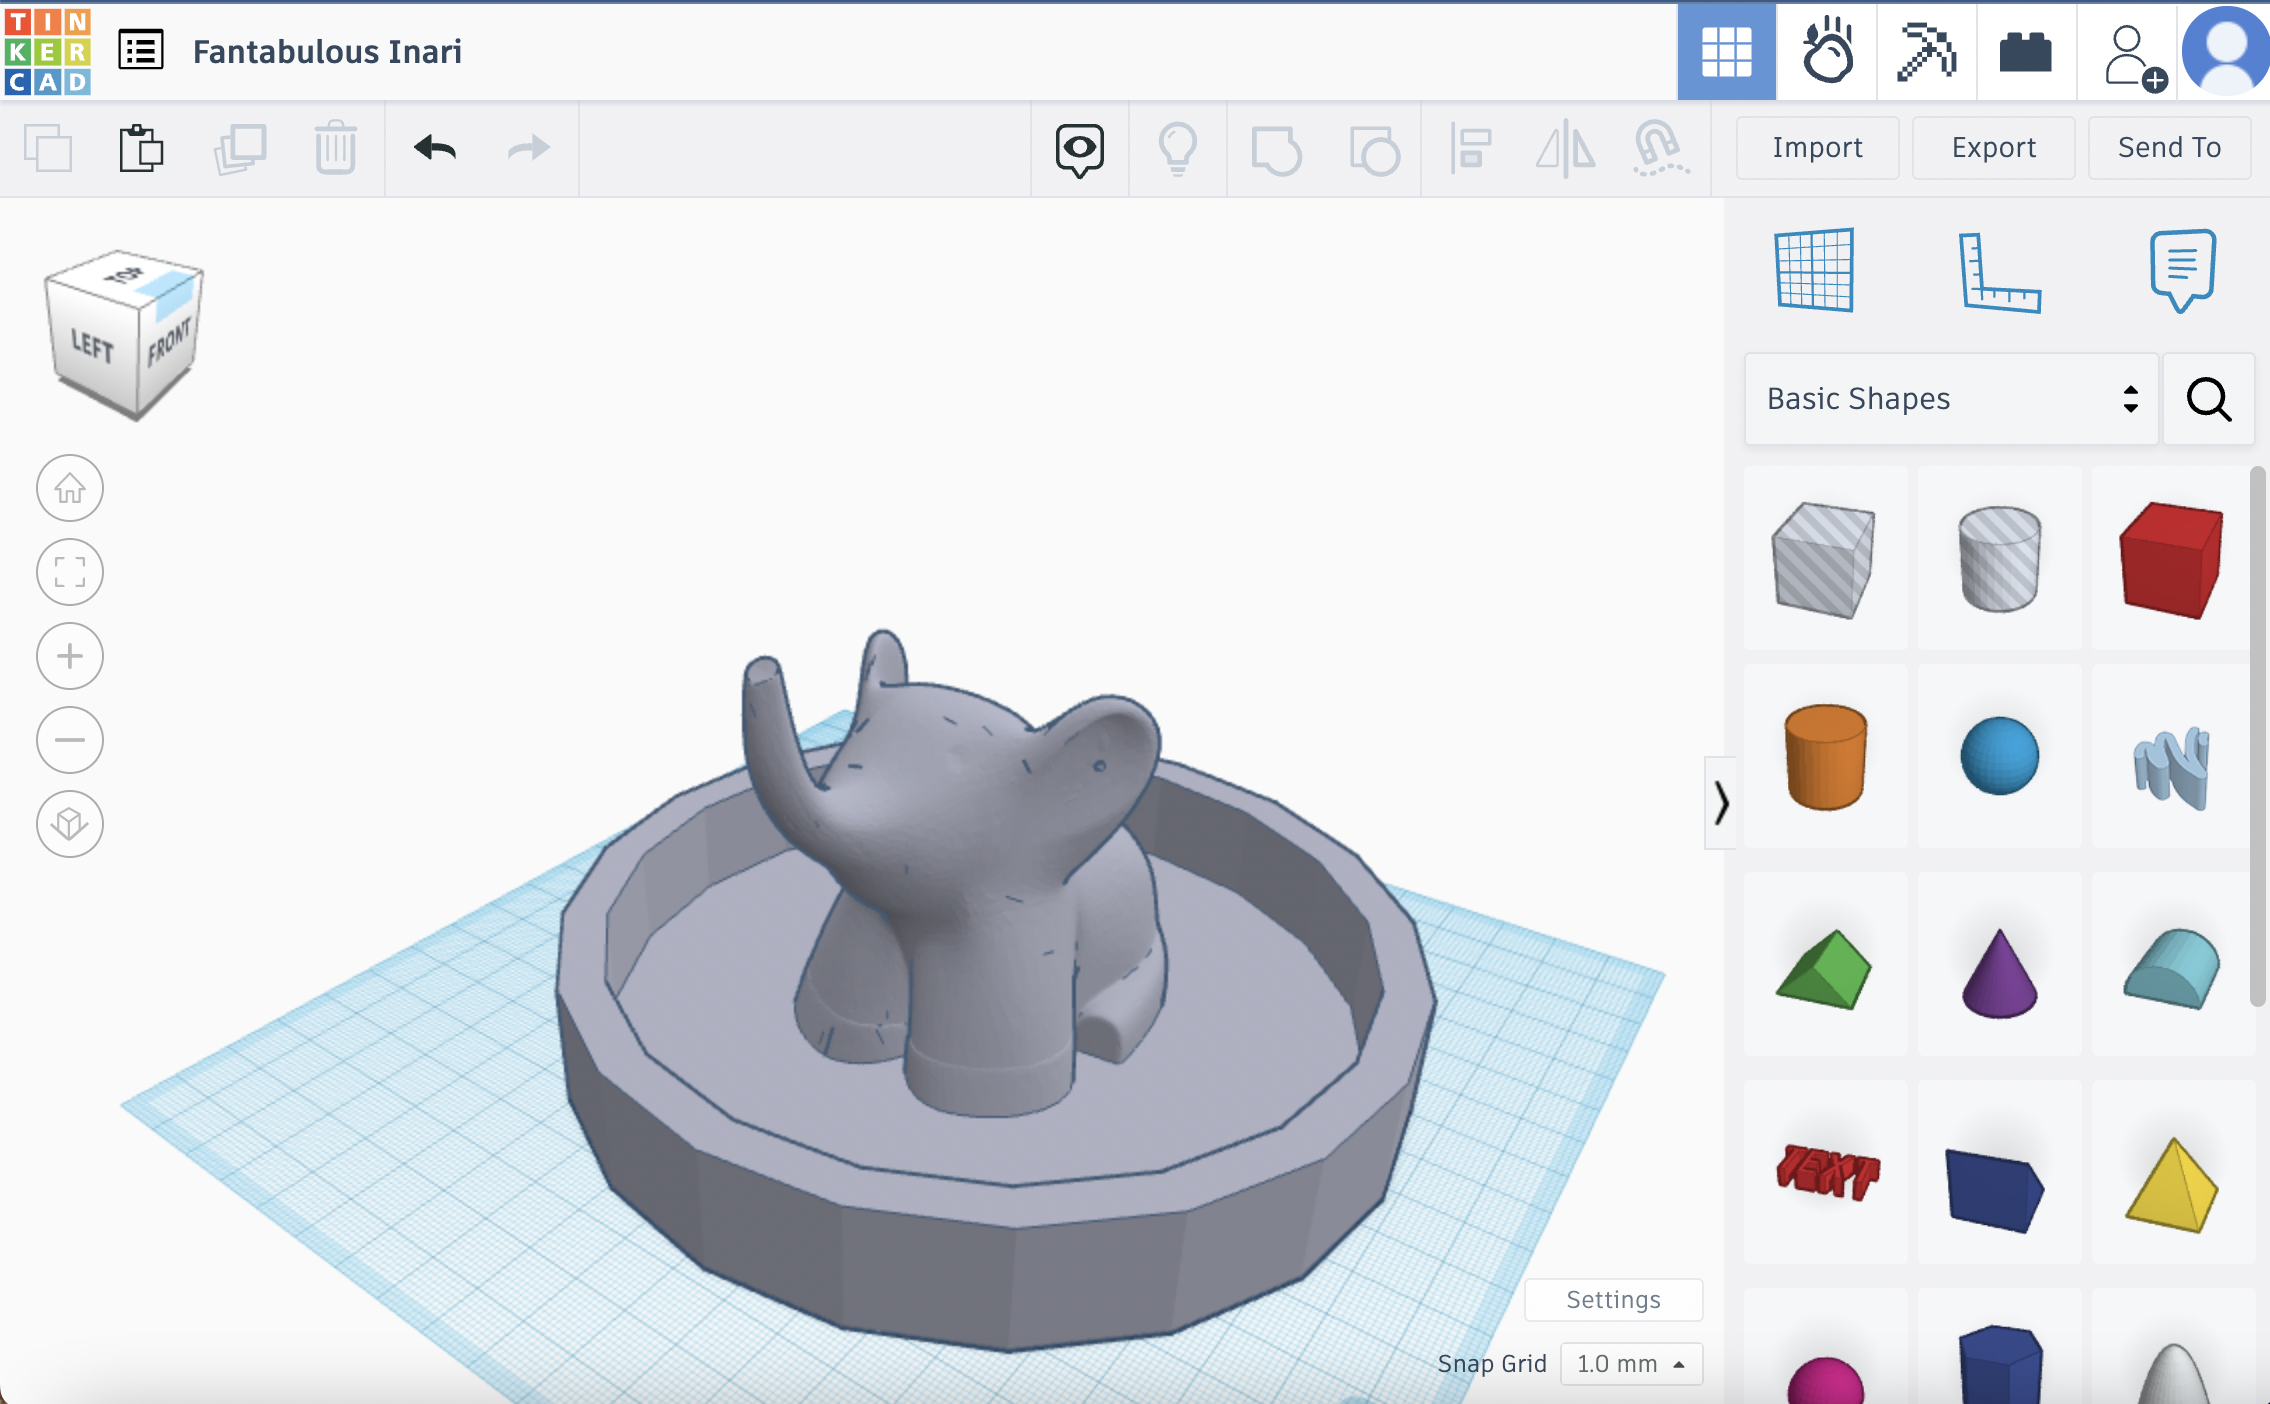 TIN
KER
CAD
Fantabulous Inari
Import
Export
Send To
TOP
LEFT
FRONT
Basic Shapes
TEXT
Settings
Snap Grid
1.0 mm